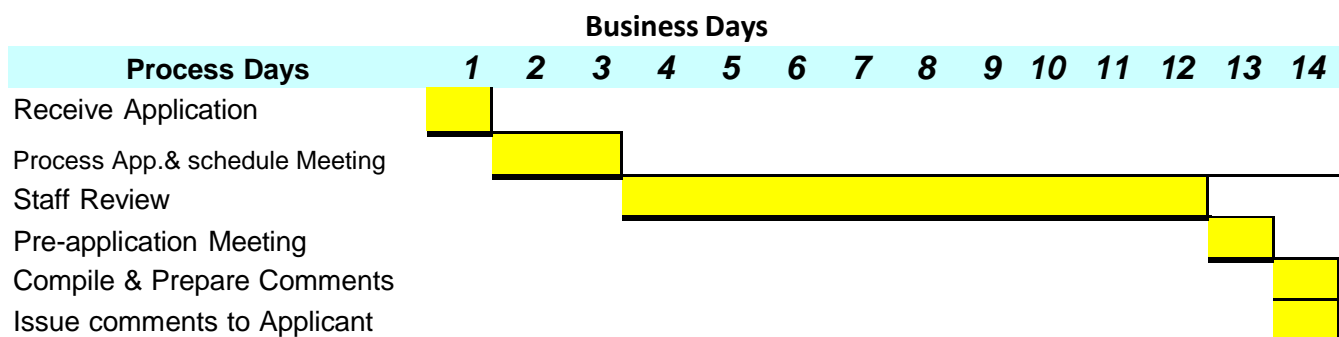 Business Days
Process Days 1 2 3 4 5 6 7 8 9 10 11 12 13 14
Receive Application
Process App.& schedule Meeting
Staff Review
Pre-application Meeting
Compile & Prepare Comments
Issue comments to Applicant